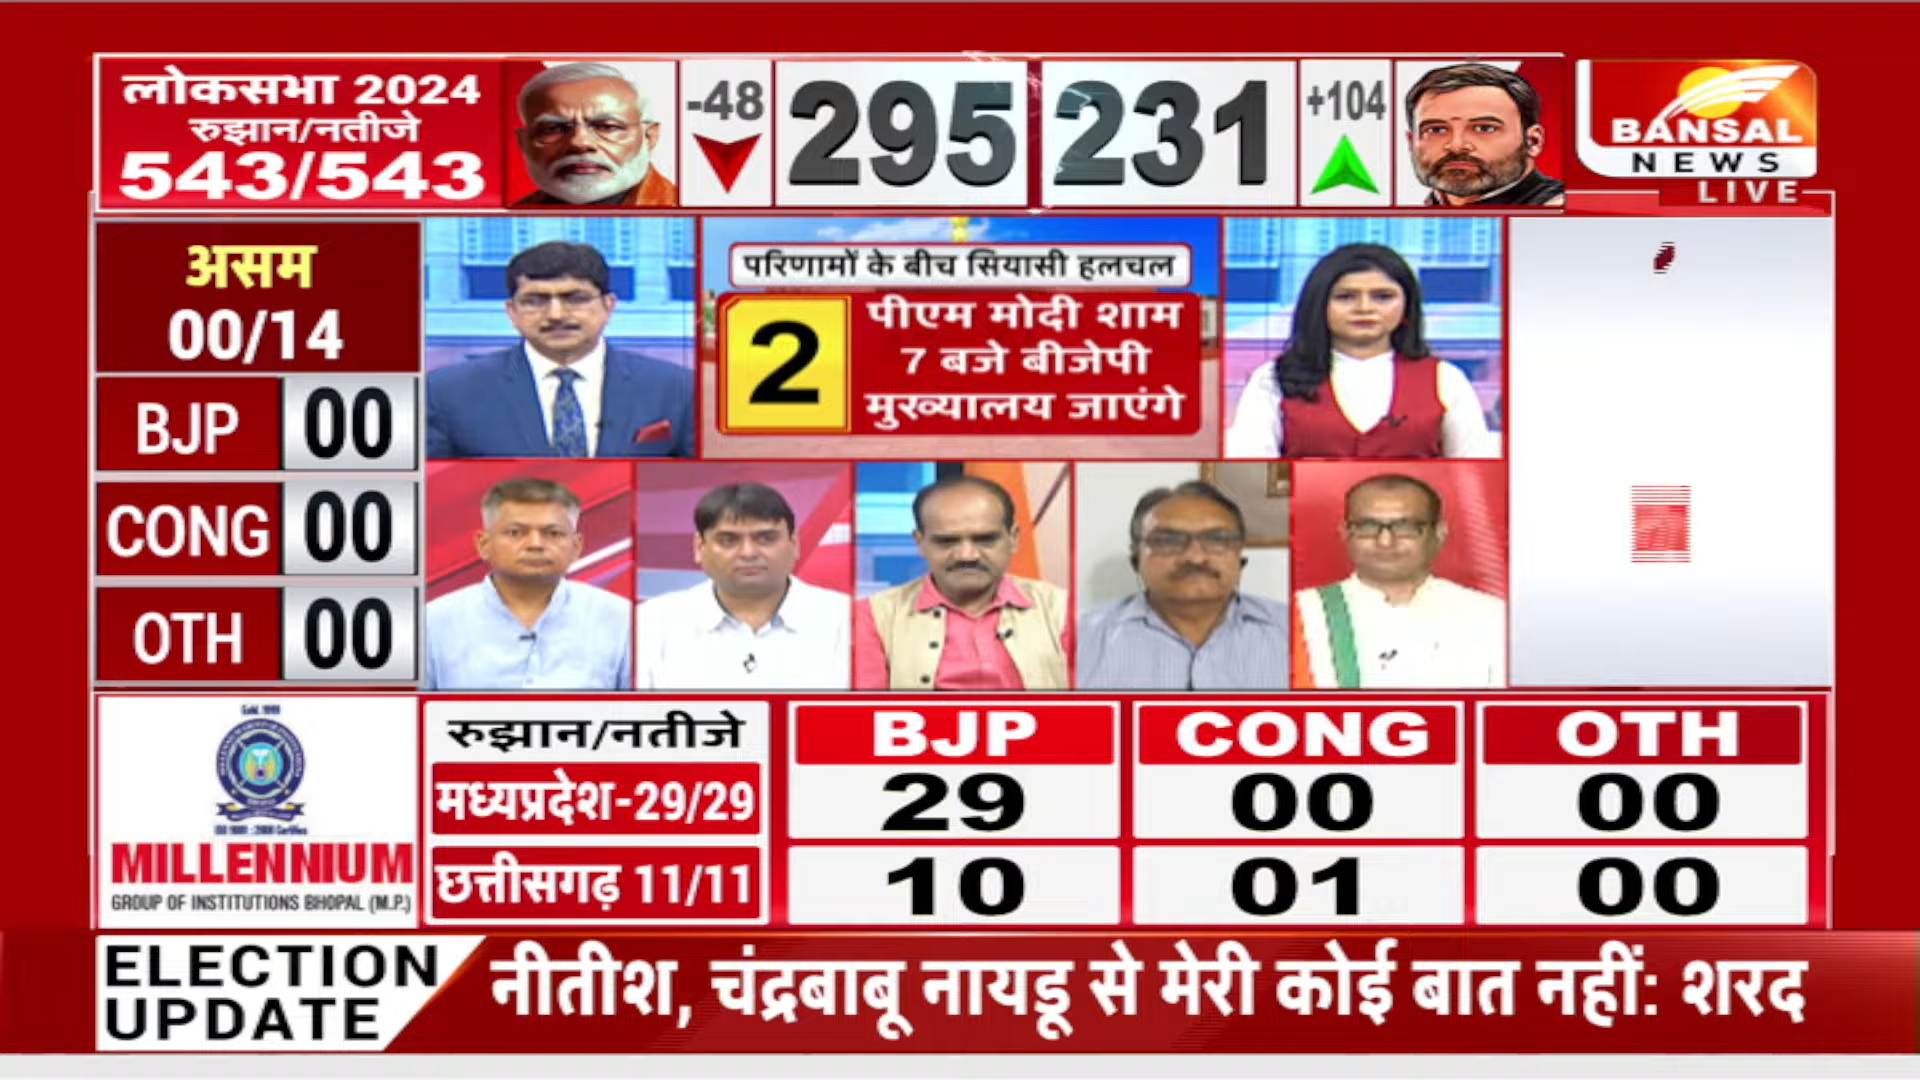 लोकसभा 2024
रुझान/नतीजे
543/543
-48
295
231
+104
BANSAL
NEWS
LIVE
असम
00/14
BJP 00
CONG 00
OTH 00
परिणामों के बीच सियासी हलचल
2
पीएम मोदी शाम
7 बजे बीजेपी
मुख्यालय जाएंगे
MILLENNIUM
GROUP OF INSTITUTIONS BHOPAL (M.P.)
रुझान/नतीजे BJP CONG OTH
मध्यप्रदेश-29/29 29 00 00
छत्तीसगढ़ 11/11 10 01 00
ELECTION
UPDATE
नीतीश, चंद्रबाबू नायडू से मेरी कोई बात नहीं: शरद